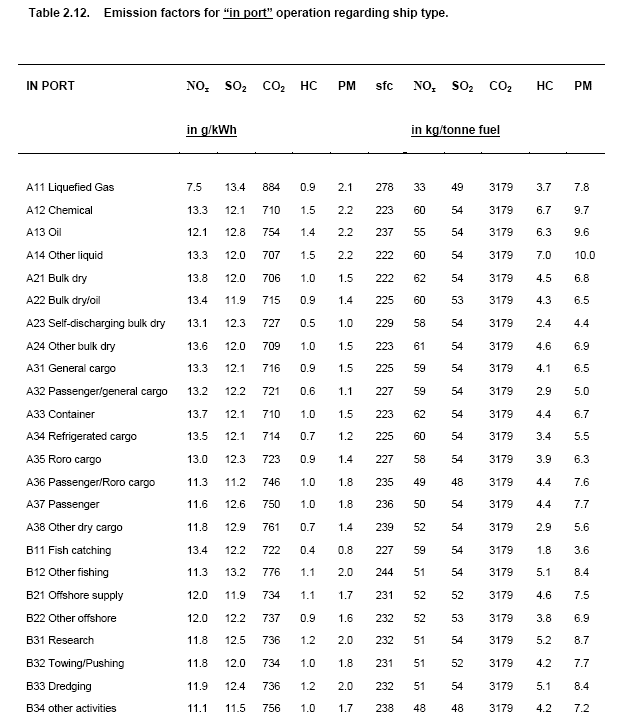 Table 2.12. Emission factors for “in port” operation regarding ship type.
IN PORT NOx SO2 CO2 HC PM sfc NOx SO2 CO2 HC PM
in g/kWh in kg/tonne fuel
A11 Liquefied Gas 7.5 13.4 884 0.9 2.1 278 33 49 3179 3.7 7.8
A12 Chemical 13.3 12.1 710 1.5 2.2 223 60 54 3179 6.7 9.7
A13 Oil 12.1 12.8 754 1.4 2.2 237 55 54 3179 6.3 9.6
A14 Other liquid 13.3 12.0 707 1.5 2.2 222 60 54 3179 7.0 10.0
A21 Bulk dry 13.8 12.0 706 1.0 1.5 222 62 54 3179 4.5 6.8
A22 Bulk dry/oil 13.4 11.9 715 0.9 1.4 225 60 53 3179 4.3 6.5
A23 Self-discharging bulk dry 13.1 12.3 727 0.5 1.0 229 58 54 3179 2.4 4.4
A24 Other bulk dry 13.6 12.0 709 1.0 1.5 223 61 54 3179 4.6 6.9
A31 General cargo 13.3 12.1 716 0.9 1.5 225 59 54 3179 4.1 6.5
A32 Passenger/general cargo 13.2 12.2 721 0.6 1.1 227 59 54 3179 2.9 5.0
A33 Container 13.7 12.1 710 1.0 1.5 223 62 54 3179 4.4 6.7
A34 Refrigerated cargo 13.5 12.1 714 0.7 1.2 225 60 54 3179 3.4 5.5
A35 Roro cargo 13.0 12.3 723 0.9 1.4 227 58 54 3179 3.9 6.3
A36 Passenger/Roro cargo 11.3 11.2 746 1.0 1.8 235 49 48 3179 4.4 7.6
A37 Passenger 11.6 12.6 750 1.0 1.8 236 50 54 3179 4.4 7.7
A38 Other dry cargo 11.8 12.9 761 0.7 1.4 239 52 54 3179 2.9 5.6
B11 Fish catching 13.4 12.2 722 0.4 0.8 227 59 54 3179 1.8 3.6
B12 Other fishing 11.3 13.2 776 1.1 2.0 244 51 54 3179 5.1 8.4
B21 Offshore supply 12.0 11.9 734 1.1 1.7 231 52 52 3179 4.6 7.5
B22 Other offshore 12.0 12.2 737 0.9 1.6 232 52 53 3179 3.8 6.9
B31 Research 11.8 12.5 736 1.2 2.0 232 51 54 3179 5.2 8.7
B32 Towing/Pushing 11.8 12.0 734 1.0 1.8 231 51 52 3179 4.2 7.7
B33 Dredging 11.9 12.4 736 1.2 2.0 232 51 54 3179 5.1 8.4
B34 other activities 11.1 11.5 756 1.0 1.7 238 48 48 3179 4.2 7.2